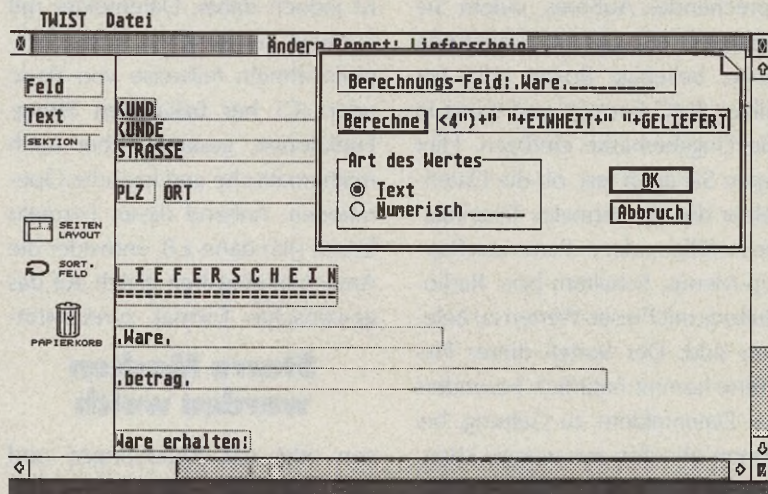 TWIST Datei
Ändere Report: Lieferschein
Feld
Text
SEKTION
SEITEN
LAYOUT
SORT.
FELD
PAPIERKORB
KUND
KUNDE
STRASSE
PLZ ORT
L I E F E R S C H E I N
=======================
.Ware.
.betrag.
Ware erhalten:
Berechnungs-Feld:.Ware.________
Berechne <4")+" "+EINHEIT+" "+GELIEFERT
Art des Wertes
Text
Numerisch
OK
Abbruch